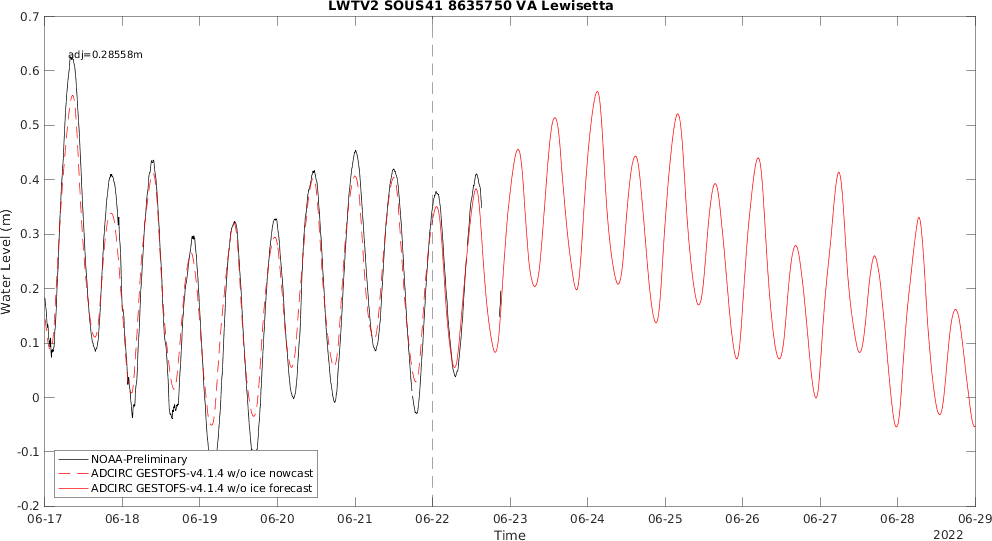 LWTV2 SOUS41 8635750 VA Lewisetta
adj=0.28558m
Water Level (m)
0.7
0.6
0.5
0.4
0.3
0.2
0.1
0
-0.1
-0.2
NOAA-Preliminary
ADCIRC GESTOFS-v4.1.4 w/o ice nowcast
ADCIRC GESTOFS-v4.1.4 w/o ice forecast
06-17 06-18 06-19 06-20 06-21 06-22 06-23 06-24 06-25 06-26 06-27 06-28 06-29
Time
2022